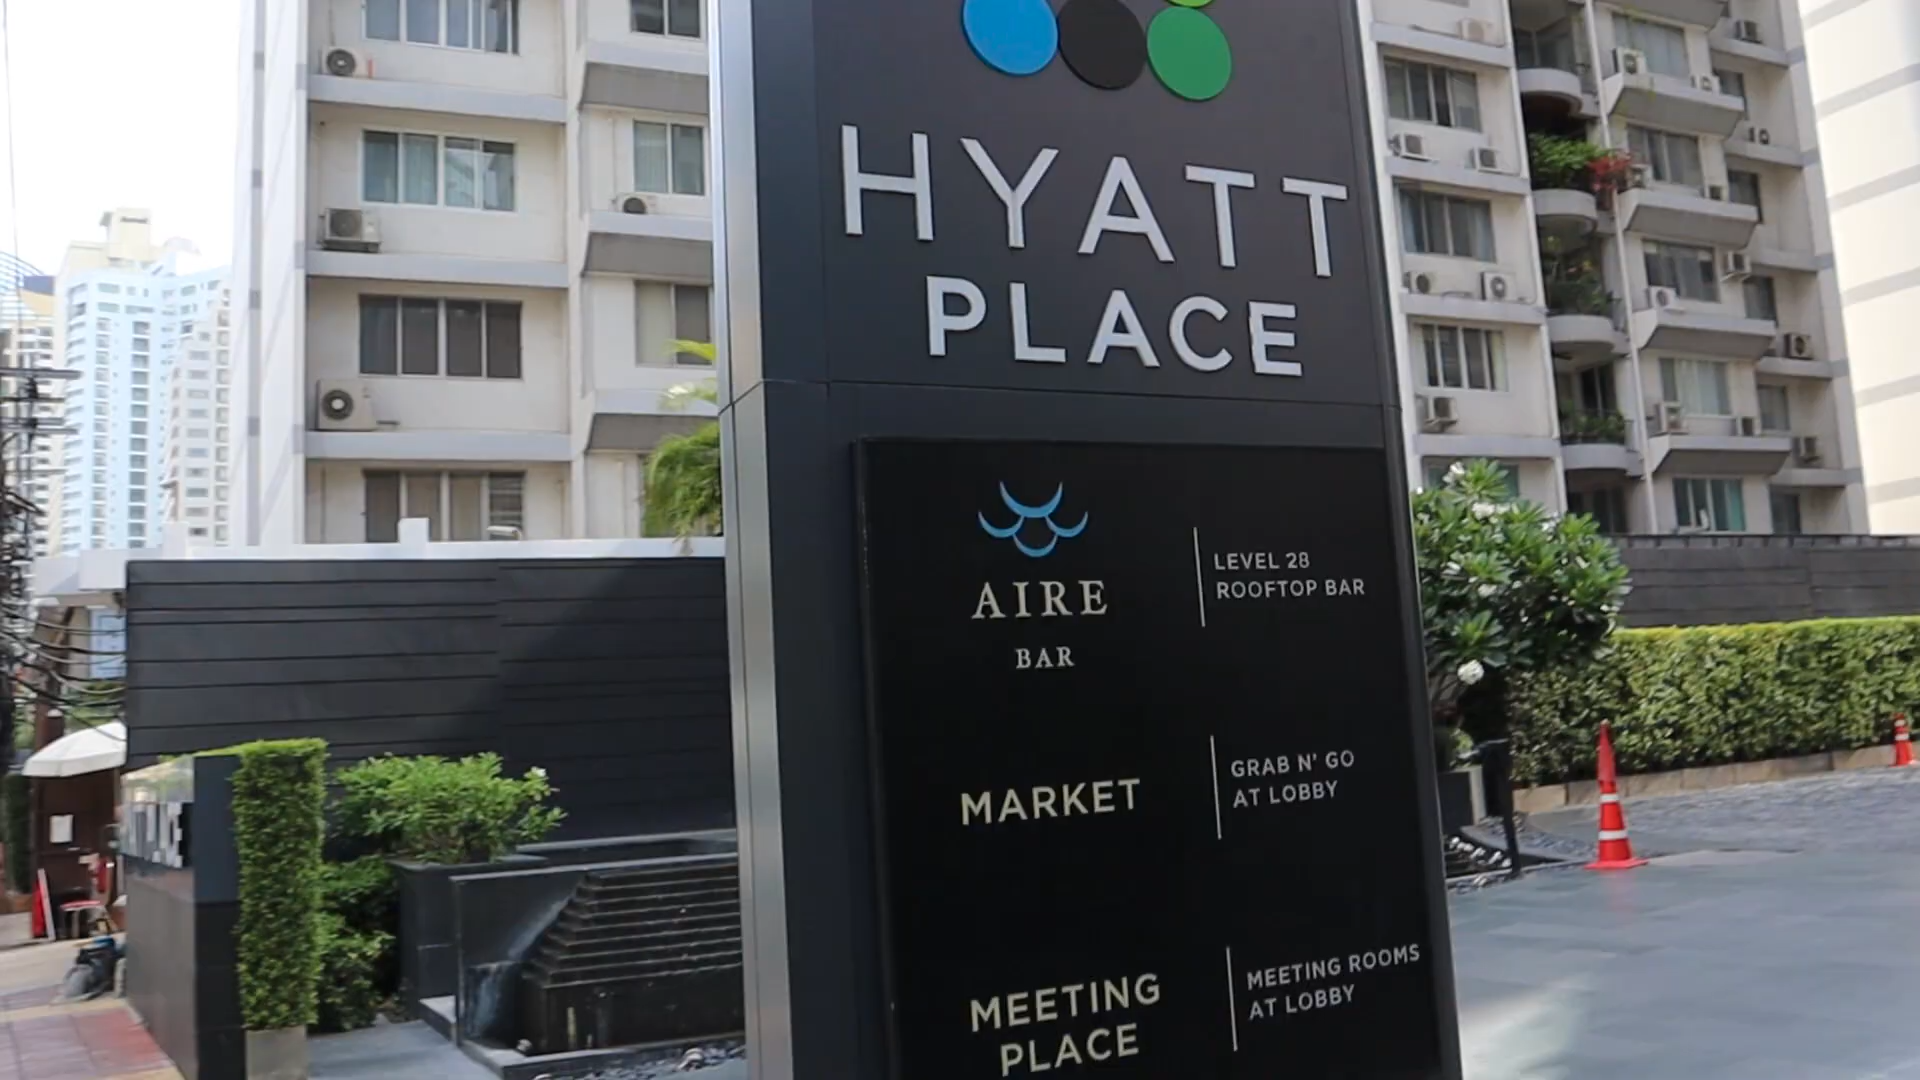 HYATT
PLACE
AIRE
BAR
LEVEL 28
ROOFTOP BAR
MARKET
GRAB N' GO
AT LOBBY
MEETING
PLACE
MEETING ROOMS
AT LOBBY